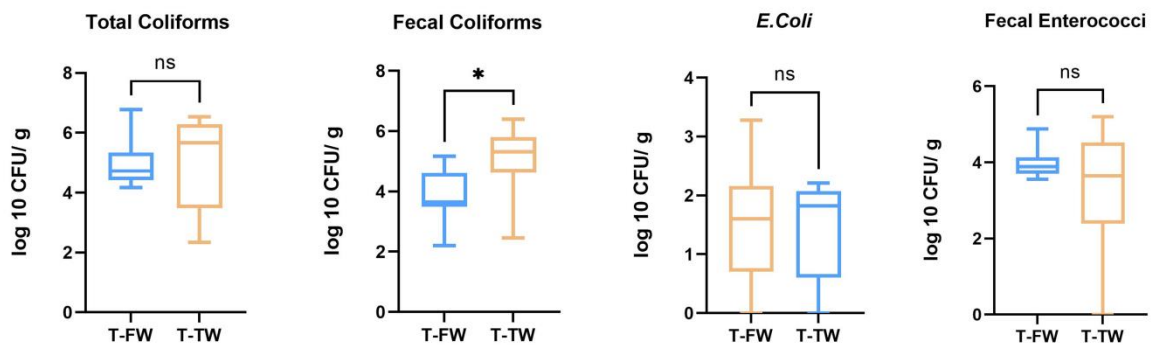 Total Coliforms
ns
log 10 CFU/ g
8
6
4
2
0
T-FW T-TW
Fecal Coliforms
*
log 10 CFU/ g
8
6
4
2
0
T-FW T-TW
E.Coli
ns
log 10 CFU/ g
4
3
2
1
0
T-FW T-TW
Fecal Enterococci
ns
log 10 CFU/ g
6
4
2
0
T-FW T-TW